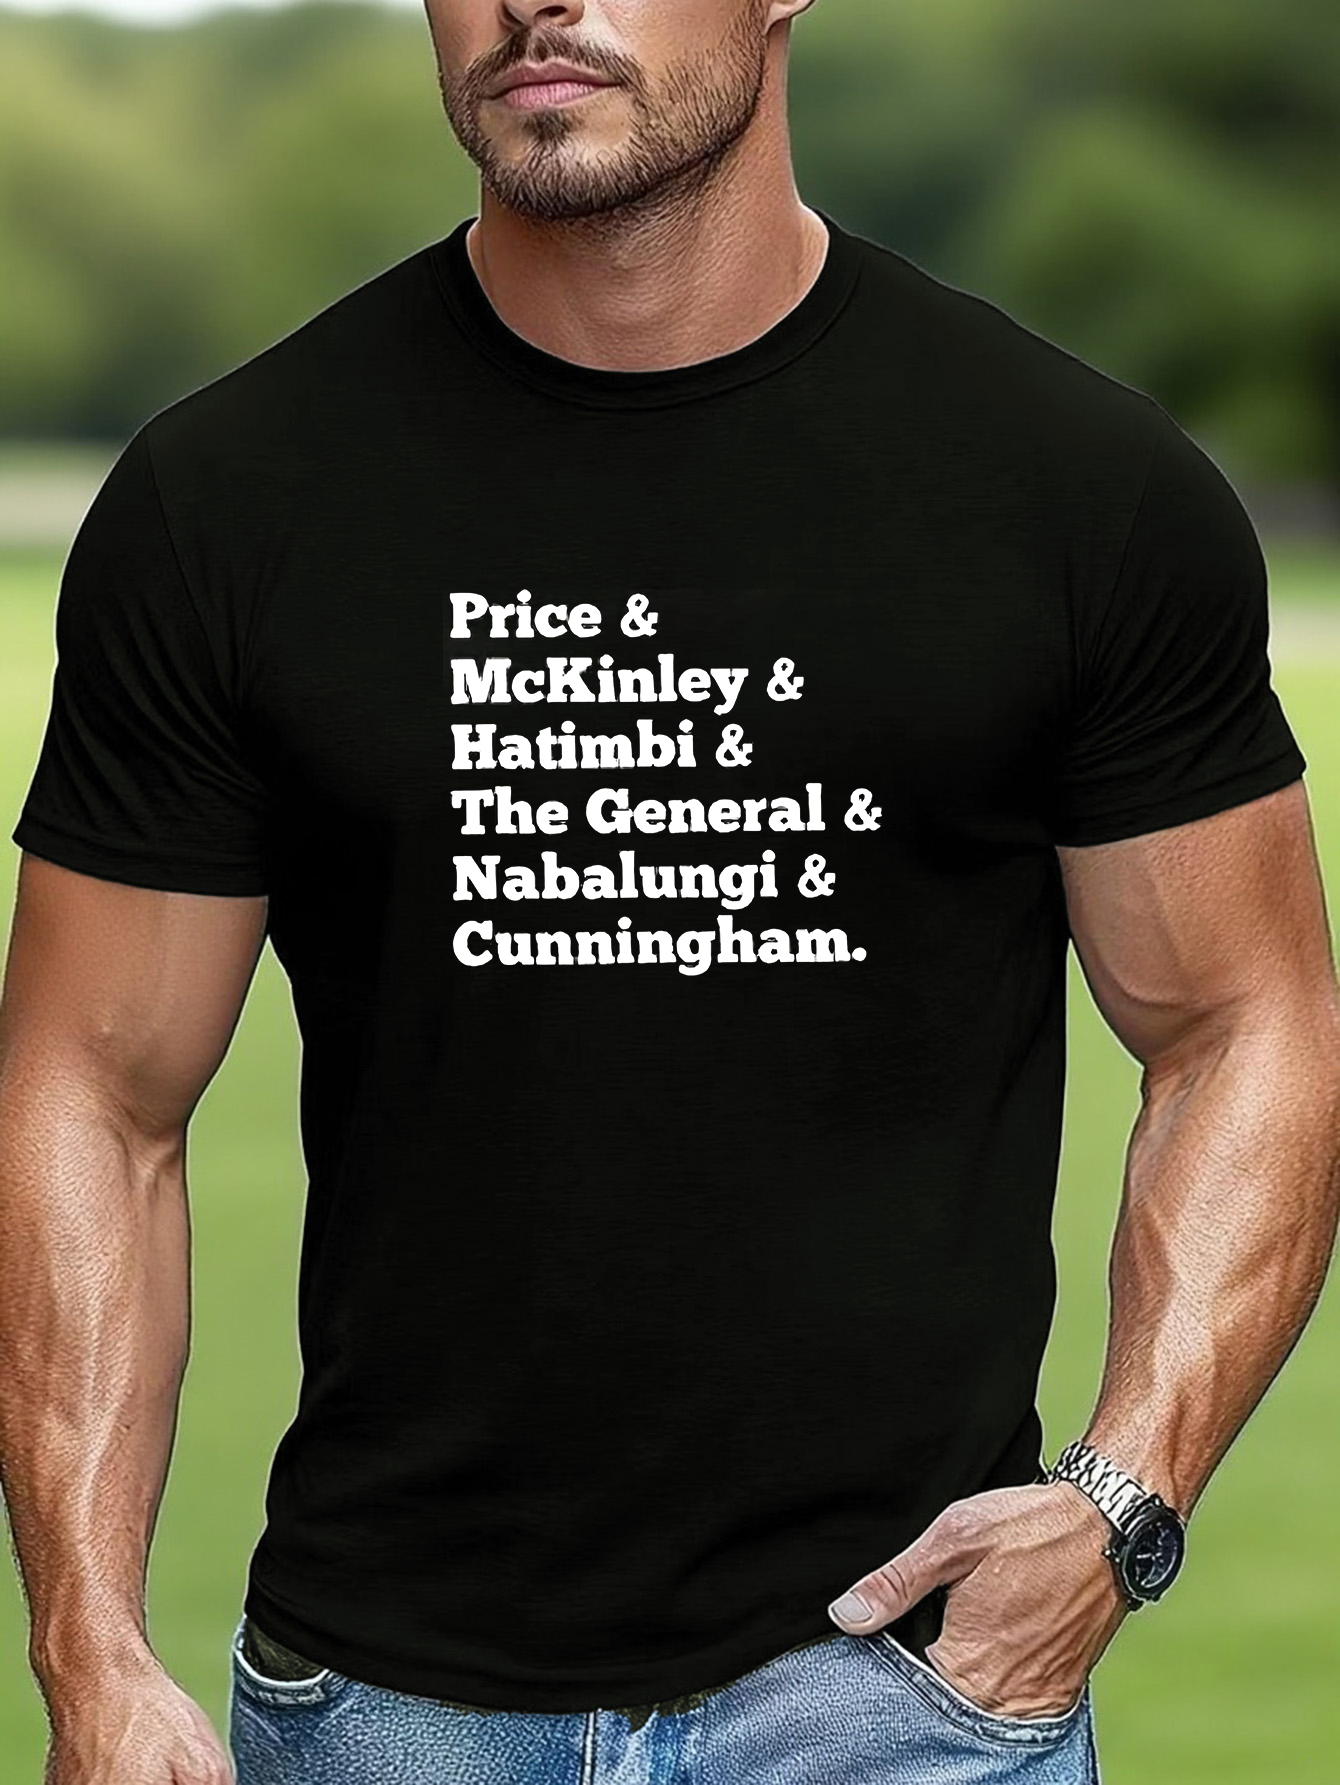 Price &
McKinley &
Hatimbi &
The General &
Nabalungi &
Cunningham.